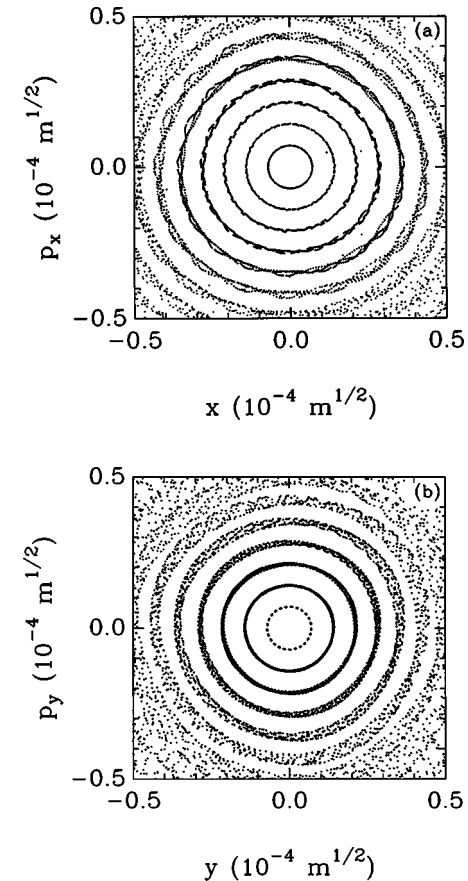 (a)
0.5
0.0
-0.5
p_x (10^{-4} m^{1/2})
-0.5 0.0 0.5
x (10^{-4} m^{1/2})
(b)
0.5
0.0
-0.5
p_y (10^{-4} m^{1/2})
-0.5 0.0 0.5
y (10^{-4} m^{1/2})